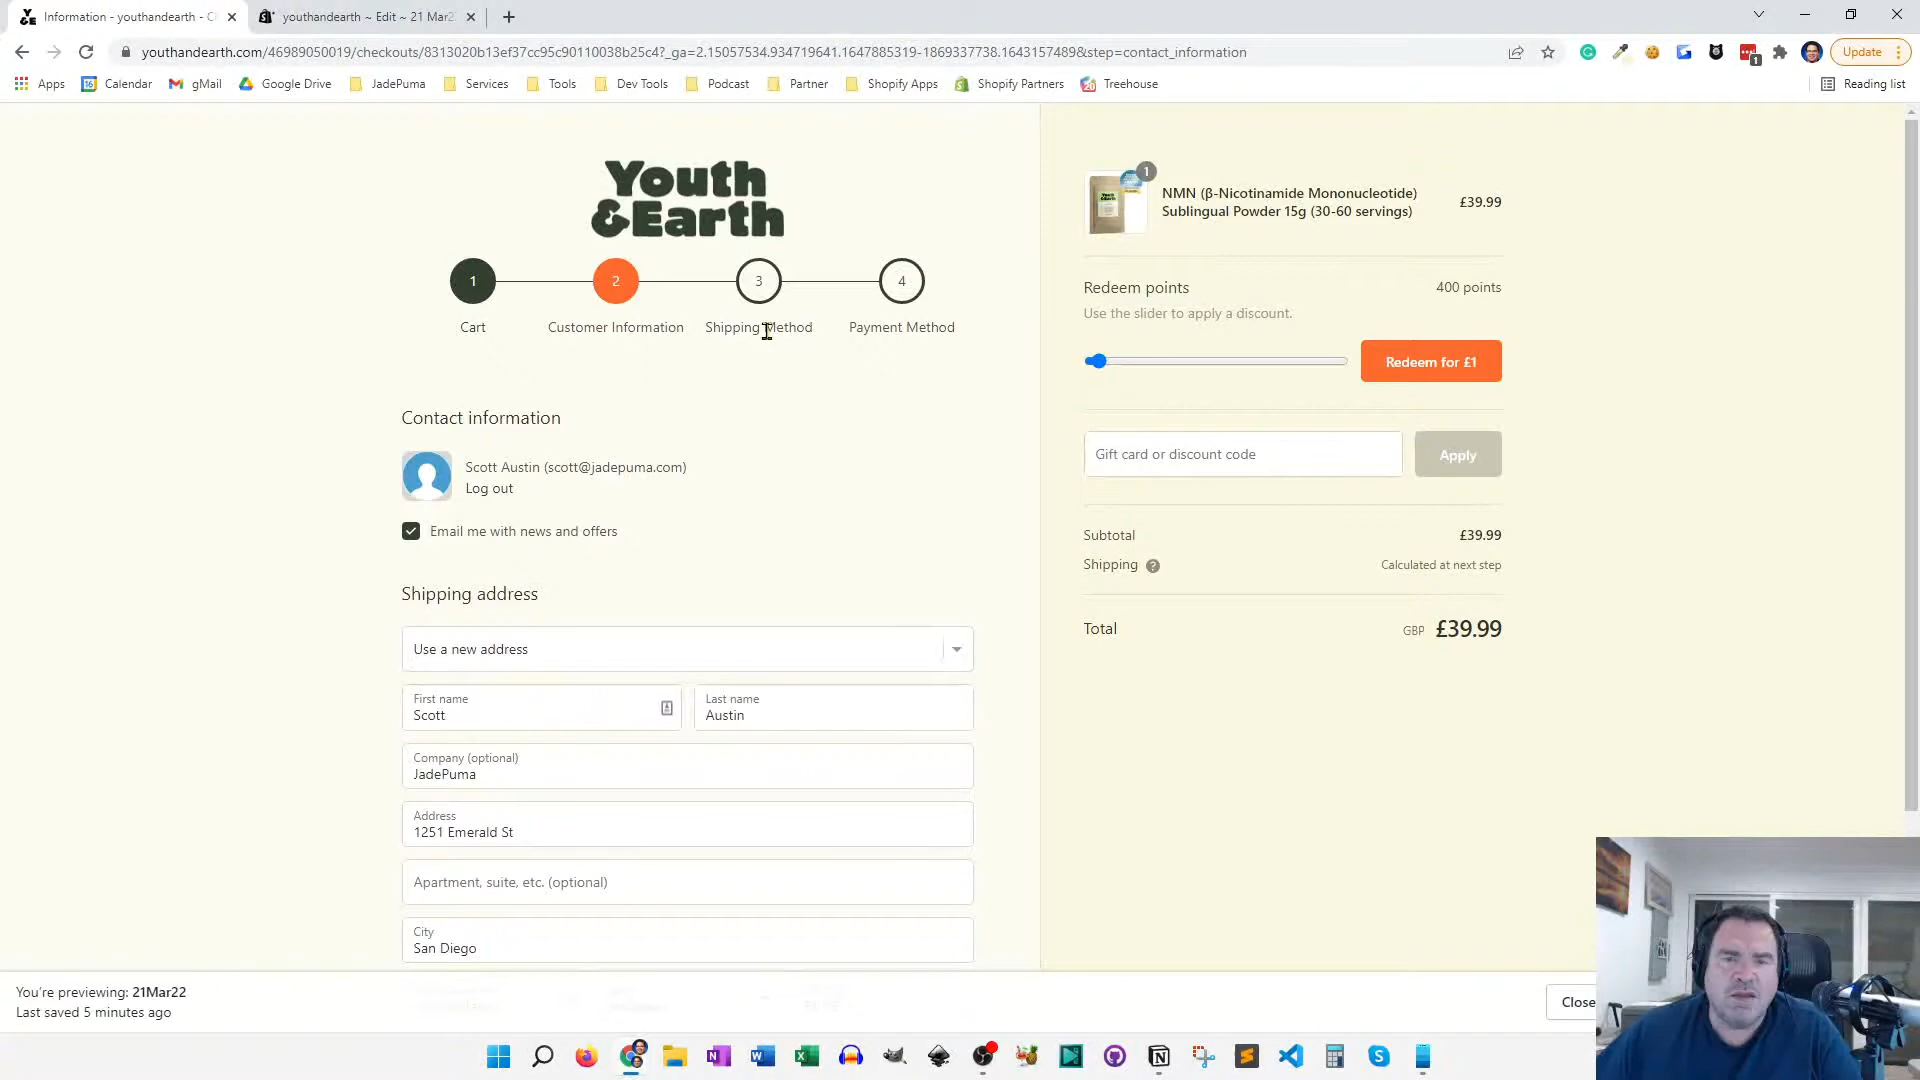 Information - youthandearth - C
youthandearth ~ Edit ~ 21 Mar2
youthandearth.com/46989050019/checkouts/8313020b13ef37cc95c90110038b25c4?_ga=2.15057534.934719641.1647885319-1869337738.1643157489&step=contact_information
Update
Apps
Calendar
gMail
Google Drive
JadePuma
Services
Tools
Dev Tools
Podcast
Partner
Shopify Apps
Shopify Partners
Treehouse
Reading list
Youth
&Earth
1
2
3
4
Cart
Customer Information
Shipping Method
Payment Method
Contact information
Scott Austin (scott@jadepuma.com)
Log out
Email me with news and offers
Shipping address
Use a new address
First name
Scott
Last name
Austin
Company (optional)
JadePuma
Address
1251 Emerald St
Apartment, suite, etc. (optional)
City
San Diego
1
NMN (β-Nicotinamide Mononucleotide)
Sublingual Powder 15g (30-60 servings)
£39.99
Redeem points
400 points
Use the slider to apply a discount.
Redeem for £1
Gift card or discount code
Apply
Subtotal
£39.99
Shipping ?
Calculated at next step
Total
GBP £39.99
You're previewing: 21Mar22
Last saved 5 minutes ago
Close